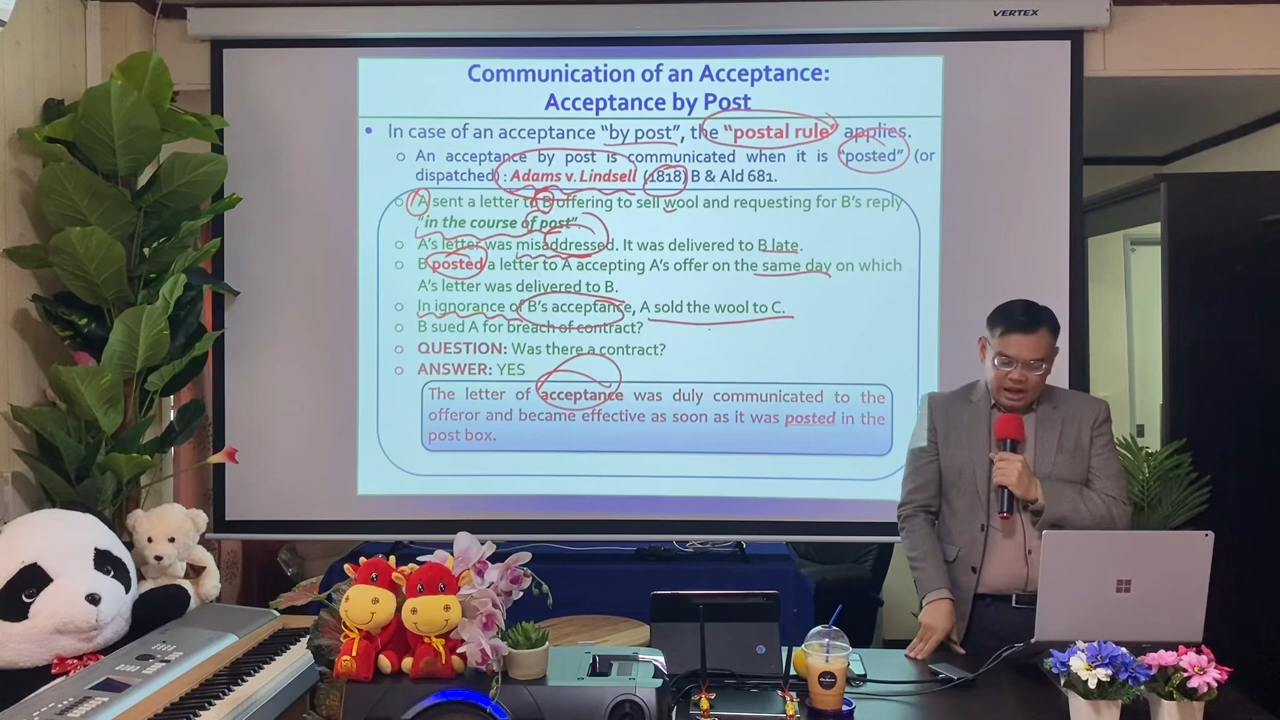 VERTEX
Communication of an Acceptance:
Acceptance by Post
• In case of an acceptance "by post", the "postal rule" applies.
o An acceptance by post is communicated when it is "posted" (or
dispatched) : Adams v. Lindsell (1818) B & Ald 681.
o A sent a letter to B offering to sell wool and requesting for B's reply
"in the course of post"
o A's letter was misaddressed. It was delivered to B late.
o B posted a letter to A accepting A's offer on the same day on which
A's letter was delivered to B.
o In ignorance of B's acceptance, A sold the wool to C.
o B sued A for breach of contract?
o QUESTION: Was there a contract?
o ANSWER: YES
The letter of acceptance was duly communicated to the
offeror and became effective as soon as it was posted in the
post box.